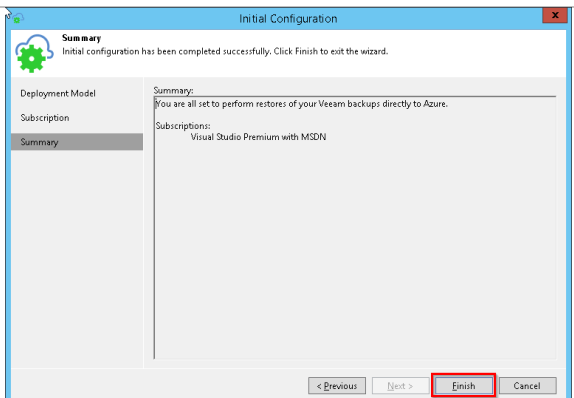 Initial Configuration
x
Summary
Initial configuration has been completed successfully. Click Finish to exit the wizard.
Deployment Model
Subscription
Summary
Summary:
You are all set to perform restores of your Veeam backups directly to Azure.
Subscriptions:
Visual Studio Premium with MSDN
< Previous
Next >
Finish
Cancel